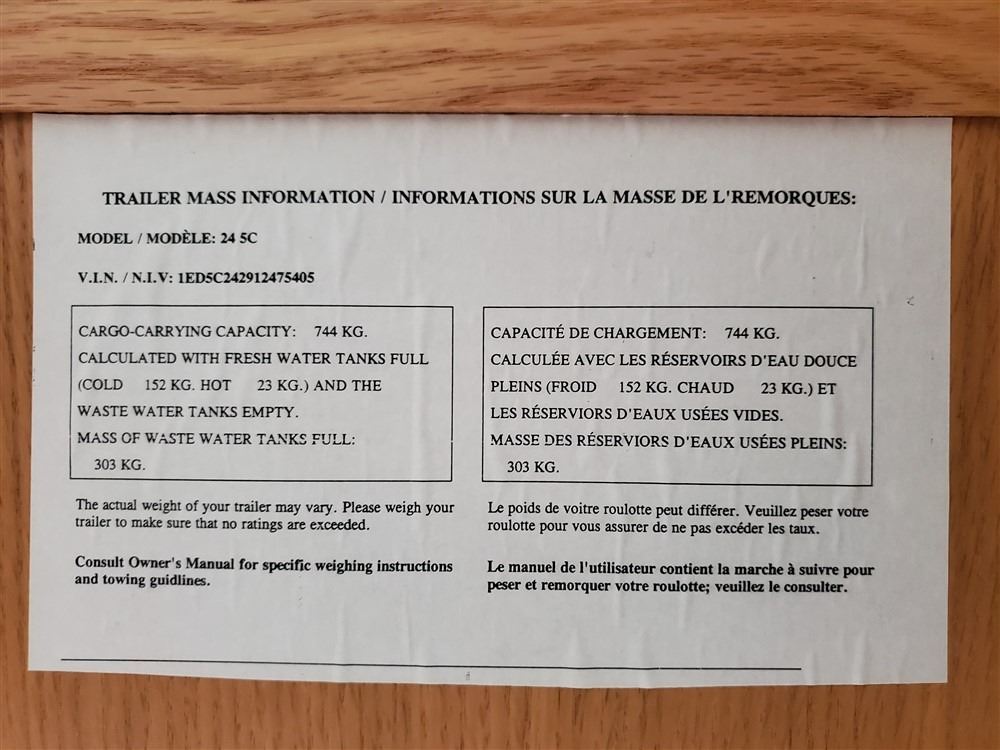 TRAILER MASS INFORMATION / INFORMATIONS SUR LA MASSE DE L'REMORQUES:
MODEL / MODÈLE: 24 5C
V.I.N. / N.I.V: 1ED5C242912475405
CARGO-CARRYING CAPACITY: 744 KG.
CALCULATED WITH FRESH WATER TANKS FULL
(COLD 152 KG. HOT 23 KG.) AND THE
WASTE WATER TANKS EMPTY.
MASS OF WASTE WATER TANKS FULL:
303 KG.
The actual weight of your trailer may vary. Please weigh your
trailer to make sure that no ratings are exceeded.
Consult Owner's Manual for specific weighing instructions
and towing guidlines.
CAPACITÉ DE CHARGEMENT: 744 KG.
CALCULÉE AVEC LES RÉSERVOIRS D'EAU DOUCE
PLEINS (FROID 152 KG. CHAUD 23 KG.) ET
LES RÉSERVIORS D'EAUX USÉES VIDES.
MASSE DES RÉSERVIORS D'EAUX USÉES PLEINS:
303 KG.
Le poids de voitre roulotte peut différer. Veuillez peser votre
roulotte pour vous assurer de ne pas excéder les taux.
Le manuel de l'utilisateur contient la marche à suivre pour
peser et remorquer votre roulotte; veuillez le consulter.